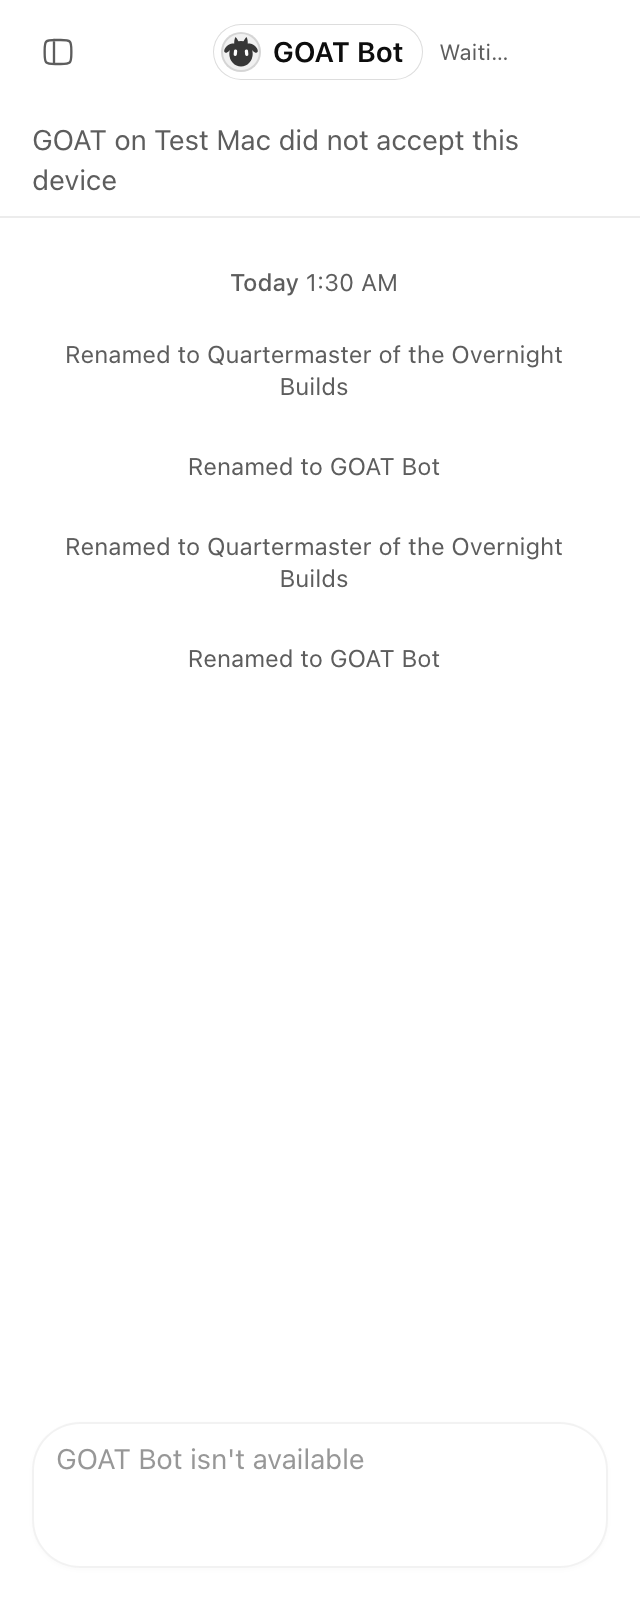 GOAT Bot
Waiti...
GOAT on Test Mac did not accept this
device
Today 1:30 AM
Renamed to Quartermaster of the Overnight
Builds
Renamed to GOAT Bot
Renamed to Quartermaster of the Overnight
Builds
Renamed to GOAT Bot
GOAT Bot isn't available